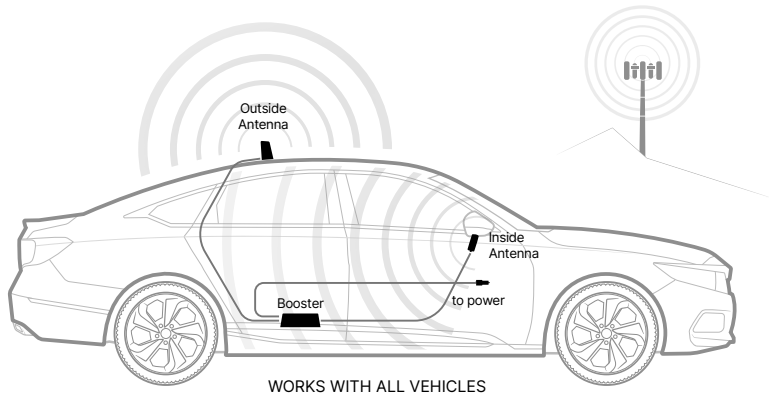 Outside
Antenna
Inside
Antenna
to power
Booster
WORKS WITH ALL VEHICLES